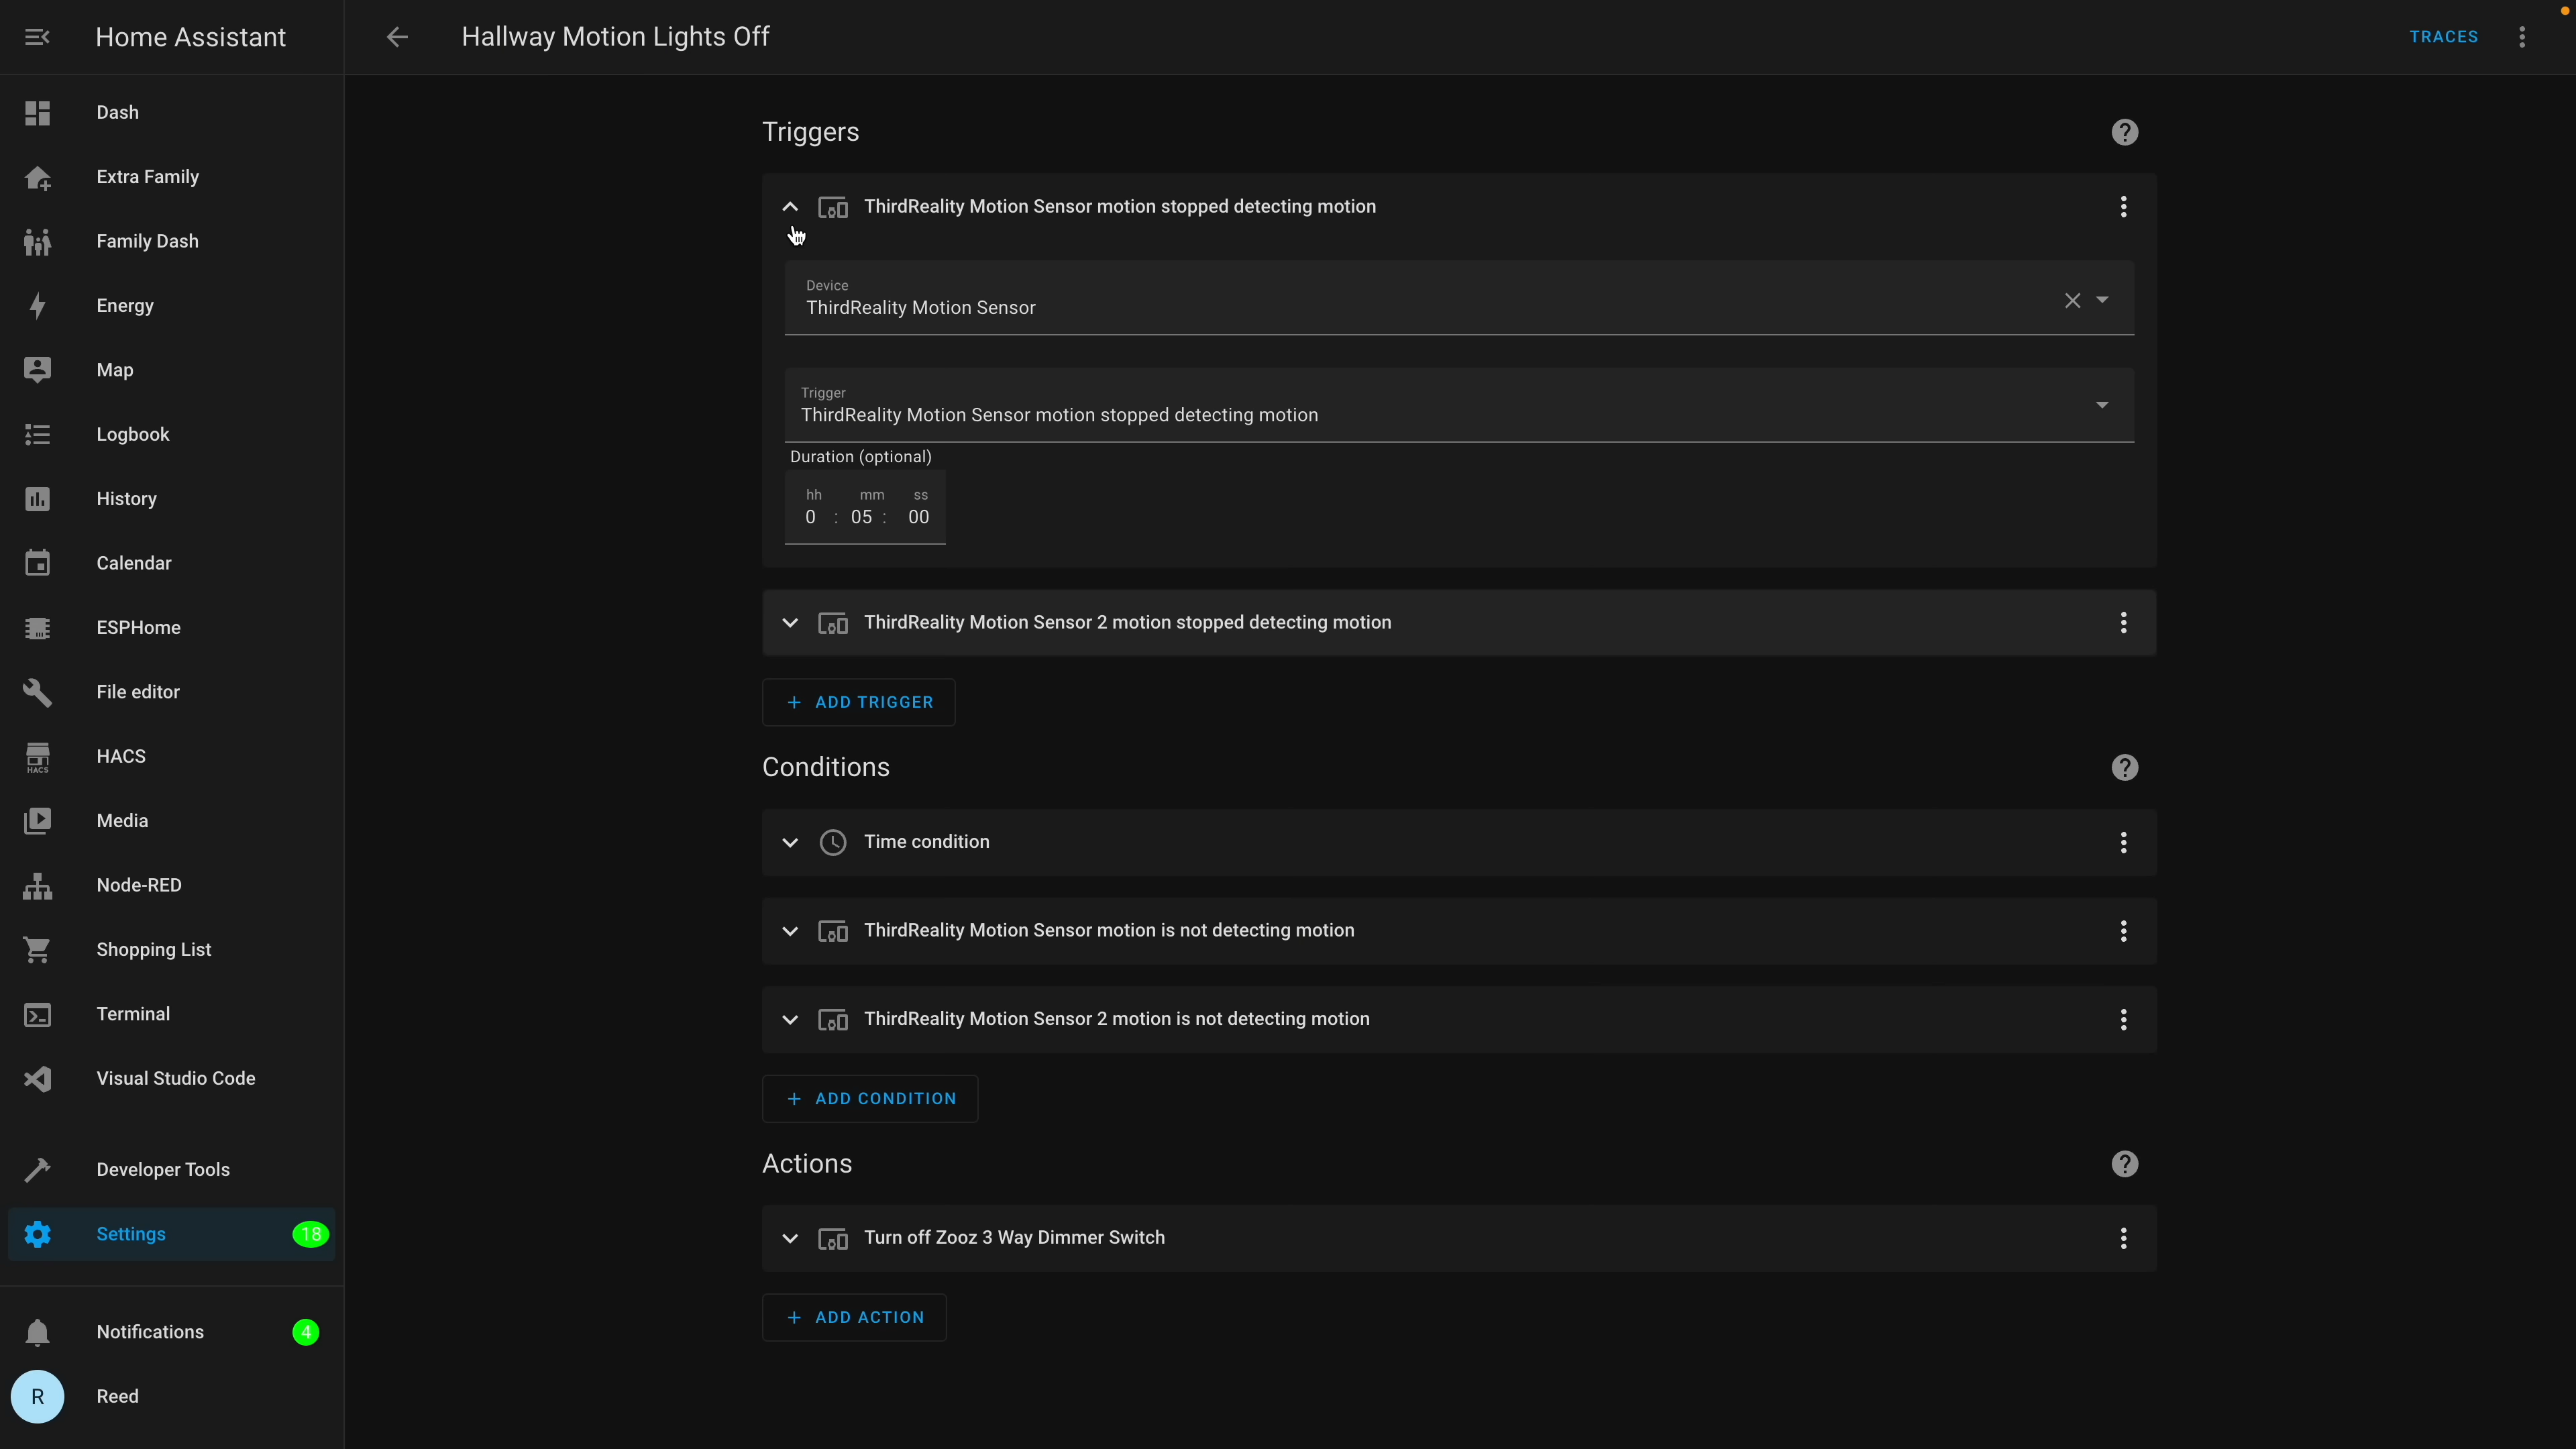 Home Assistant
Hallway Motion Lights Off
TRACES
Dash
Extra Family
Family Dash
Energy
Map
Logbook
History
Calendar
ESPHome
File editor
HACS
HACS
Media
Node-RED
Shopping List
Terminal
Visual Studio Code
Developer Tools
Settings 18
Notifications 4
R Reed
Triggers
ThirdReality Motion Sensor motion stopped detecting motion
Device
ThirdReality Motion Sensor
Trigger
ThirdReality Motion Sensor motion stopped detecting motion
Duration (optional)
hh mm ss
0 : 05 : 00
ThirdReality Motion Sensor 2 motion stopped detecting motion
+ ADD TRIGGER
Conditions
Time condition
ThirdReality Motion Sensor motion is not detecting motion
ThirdReality Motion Sensor 2 motion is not detecting motion
+ ADD CONDITION
Actions
Turn off Zooz 3 Way Dimmer Switch
+ ADD ACTION